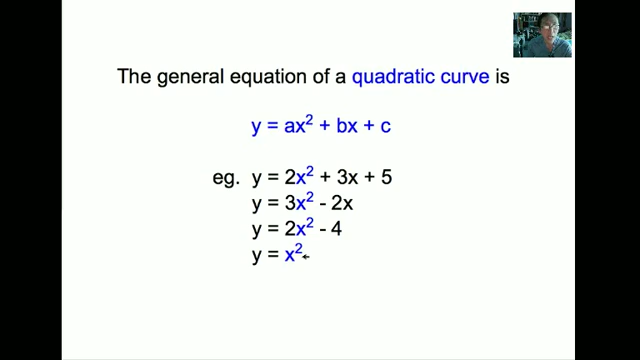 The general equation of a quadratic curve is
y = ax² + bx + c
eg. y = 2x² + 3x + 5
y = 3x² - 2x
y = 2x² - 4
y = x²